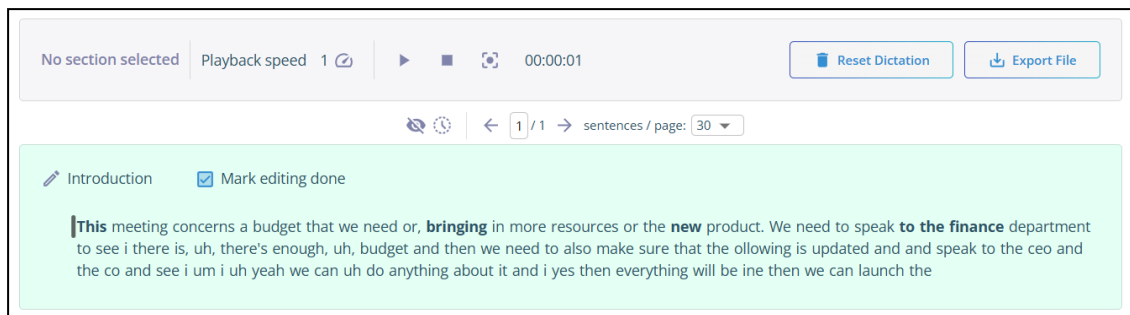 No section selected Playback speed 1 00:00:01 Reset Dictation Export File
1 / 1 sentences / page: 30
Introduction Mark editing done
This meeting concerns a budget that we need or, bringing in more resources or the new product. We need to speak to the finance department
to see i there is, uh, there's enough, uh, budget and then we need to also make sure that the ollowing is updated and and speak to the ceo and
the co and see i um i uh yeah we can uh do anything about it and i yes then everything will be ine then we can launch the